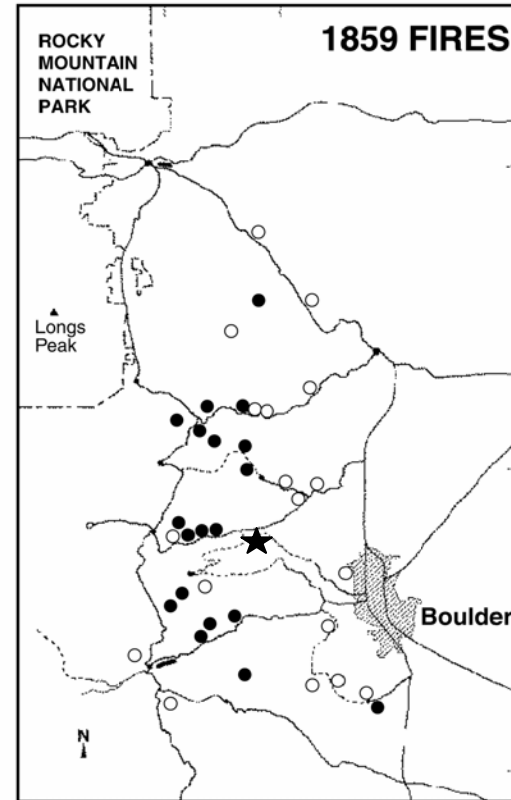 1859 FIRES
ROCKY
MOUNTAIN
NATIONAL
PARK
Longs
Peak
Boulder
N